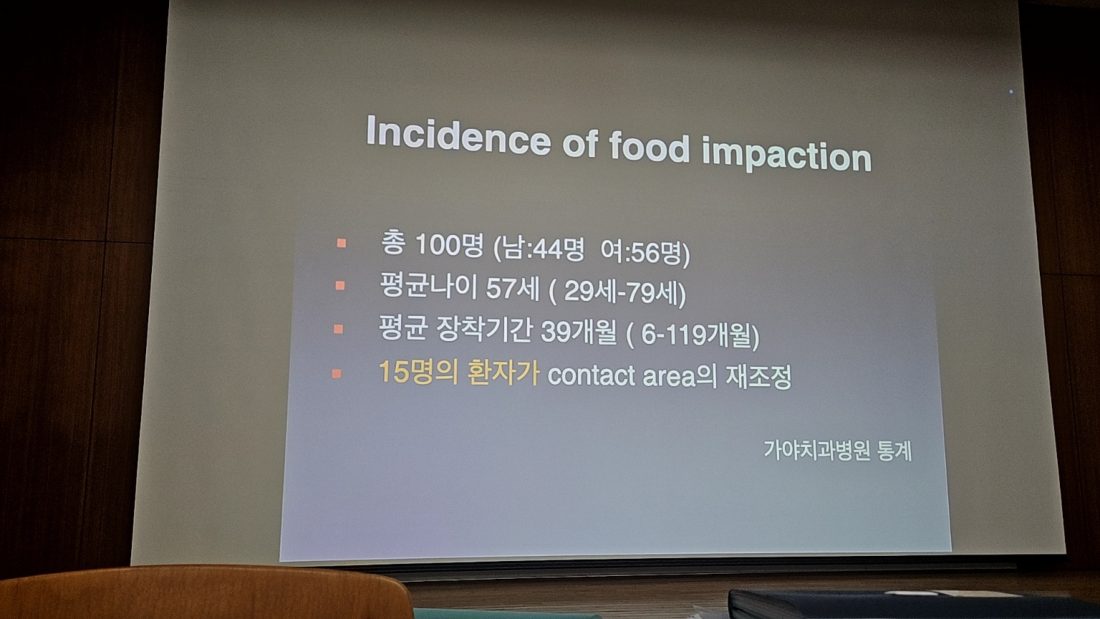 Incidence of food impaction
▪ 총 100명 (남:44명 여:56명)
▪ 평균나이 57세 ( 29세-79세)
▪ 평균 장착기간 39개월 ( 6-119개월)
▪ 15명의 환자가 contact area의 재조정
가야치과병원 통계